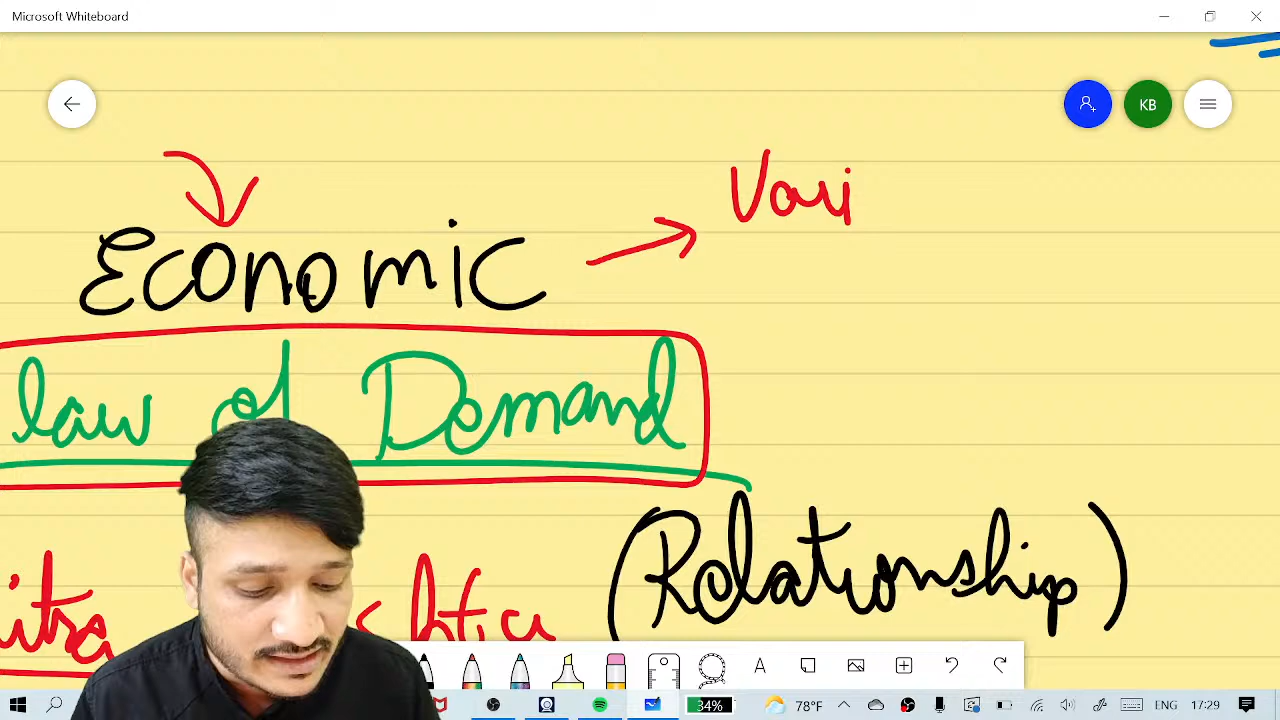 Microsoft Whiteboard
KB
Vari
Economic
law of Demand
(Relationship)
34%
78°F
ENG
17:29